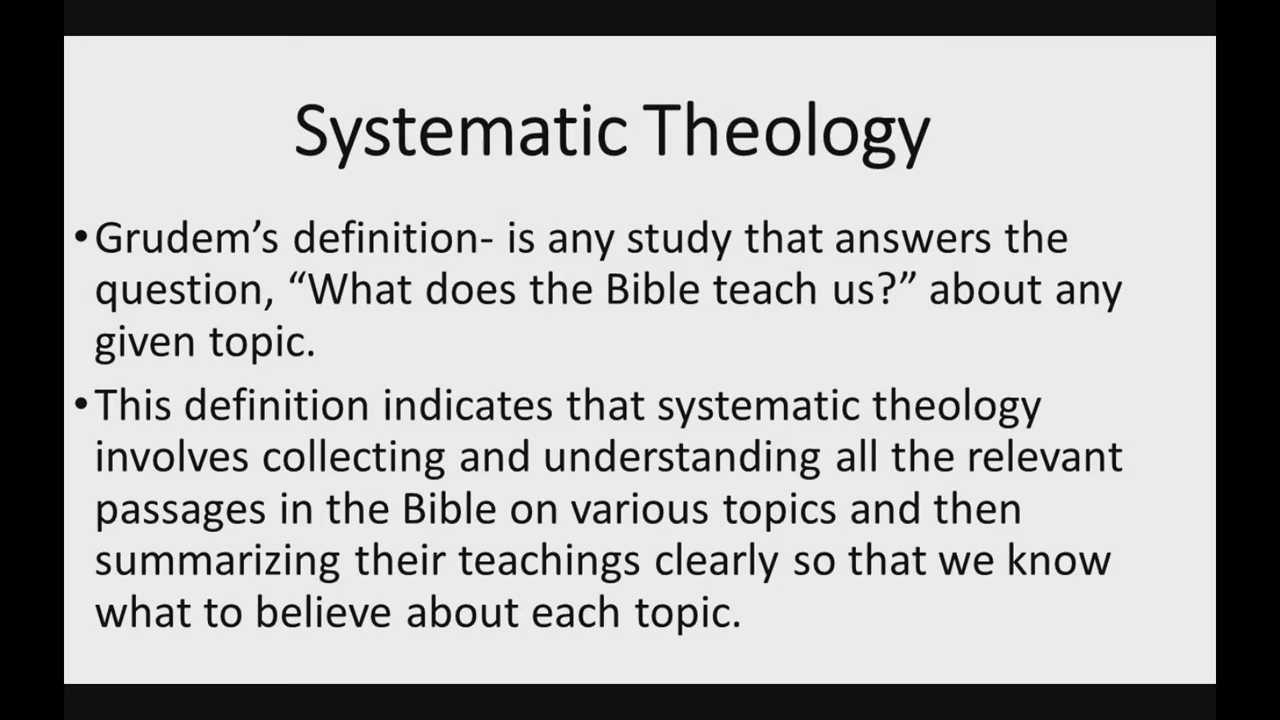 Systematic Theology
•Grudem’s definition- is any study that answers the
question, “What does the Bible teach us?” about any
given topic.
•This definition indicates that systematic theology
involves collecting and understanding all the relevant
passages in the Bible on various topics and then
summarizing their teachings clearly so that we know
what to believe about each topic.